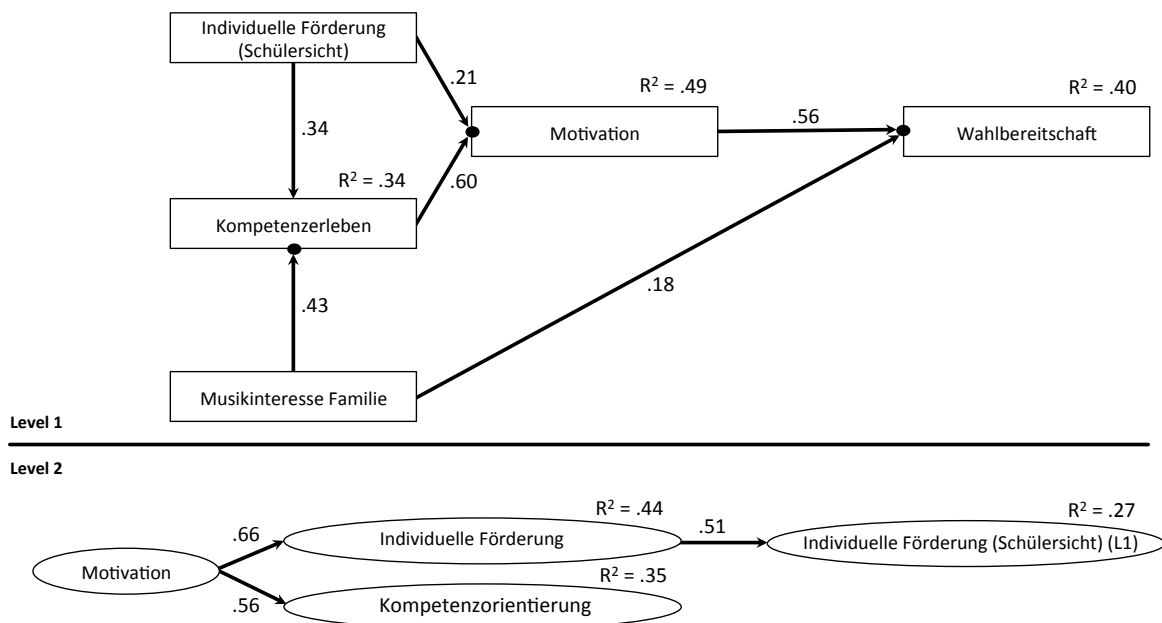 Individuelle Förderung
(Schülersicht)
.21
R² = .49
R² = .40
.34
Motivation
.56
Wahlbereitschaft
R² = .34
.60
Kompetenzerleben
.18
.43
Musikinteresse Familie
Level 1
Level 2
R² = .44
R² = .27
.66
Individuelle Förderung
.51
Individuelle Förderung (Schülersicht) (L1)
Motivation
R² = .35
.56
Kompetenzorientierung